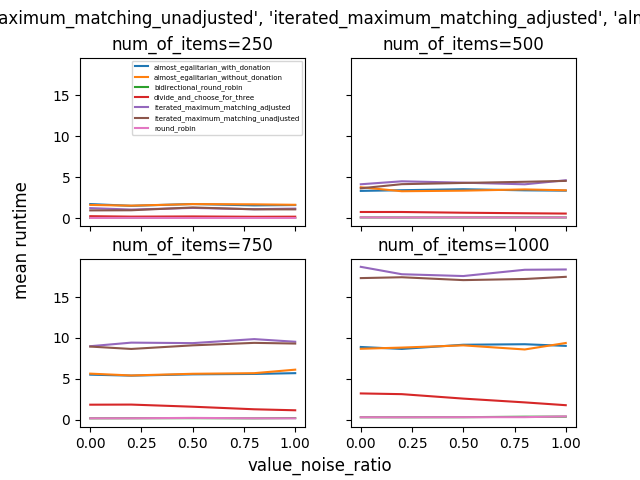 aximum_matching_unadjusted', 'iterated_maximum_matching_adjusted', 'alm
num_of_items=250
num_of_items=500
almost_egalitarian_with_donation
almost_egalitarian_without_donation
bidirectional_round_robin
divide_and_choose_for_three
iterated_maximum_matching_adjusted
iterated_maximum_matching_unadjusted
round_robin
15
10
5
0
mean runtime
num_of_items=750
num_of_items=1000
15
10
5
0
0.00 0.25 0.50 0.75 1.00
0.00 0.25 0.50 0.75 1.00
value_noise_ratio